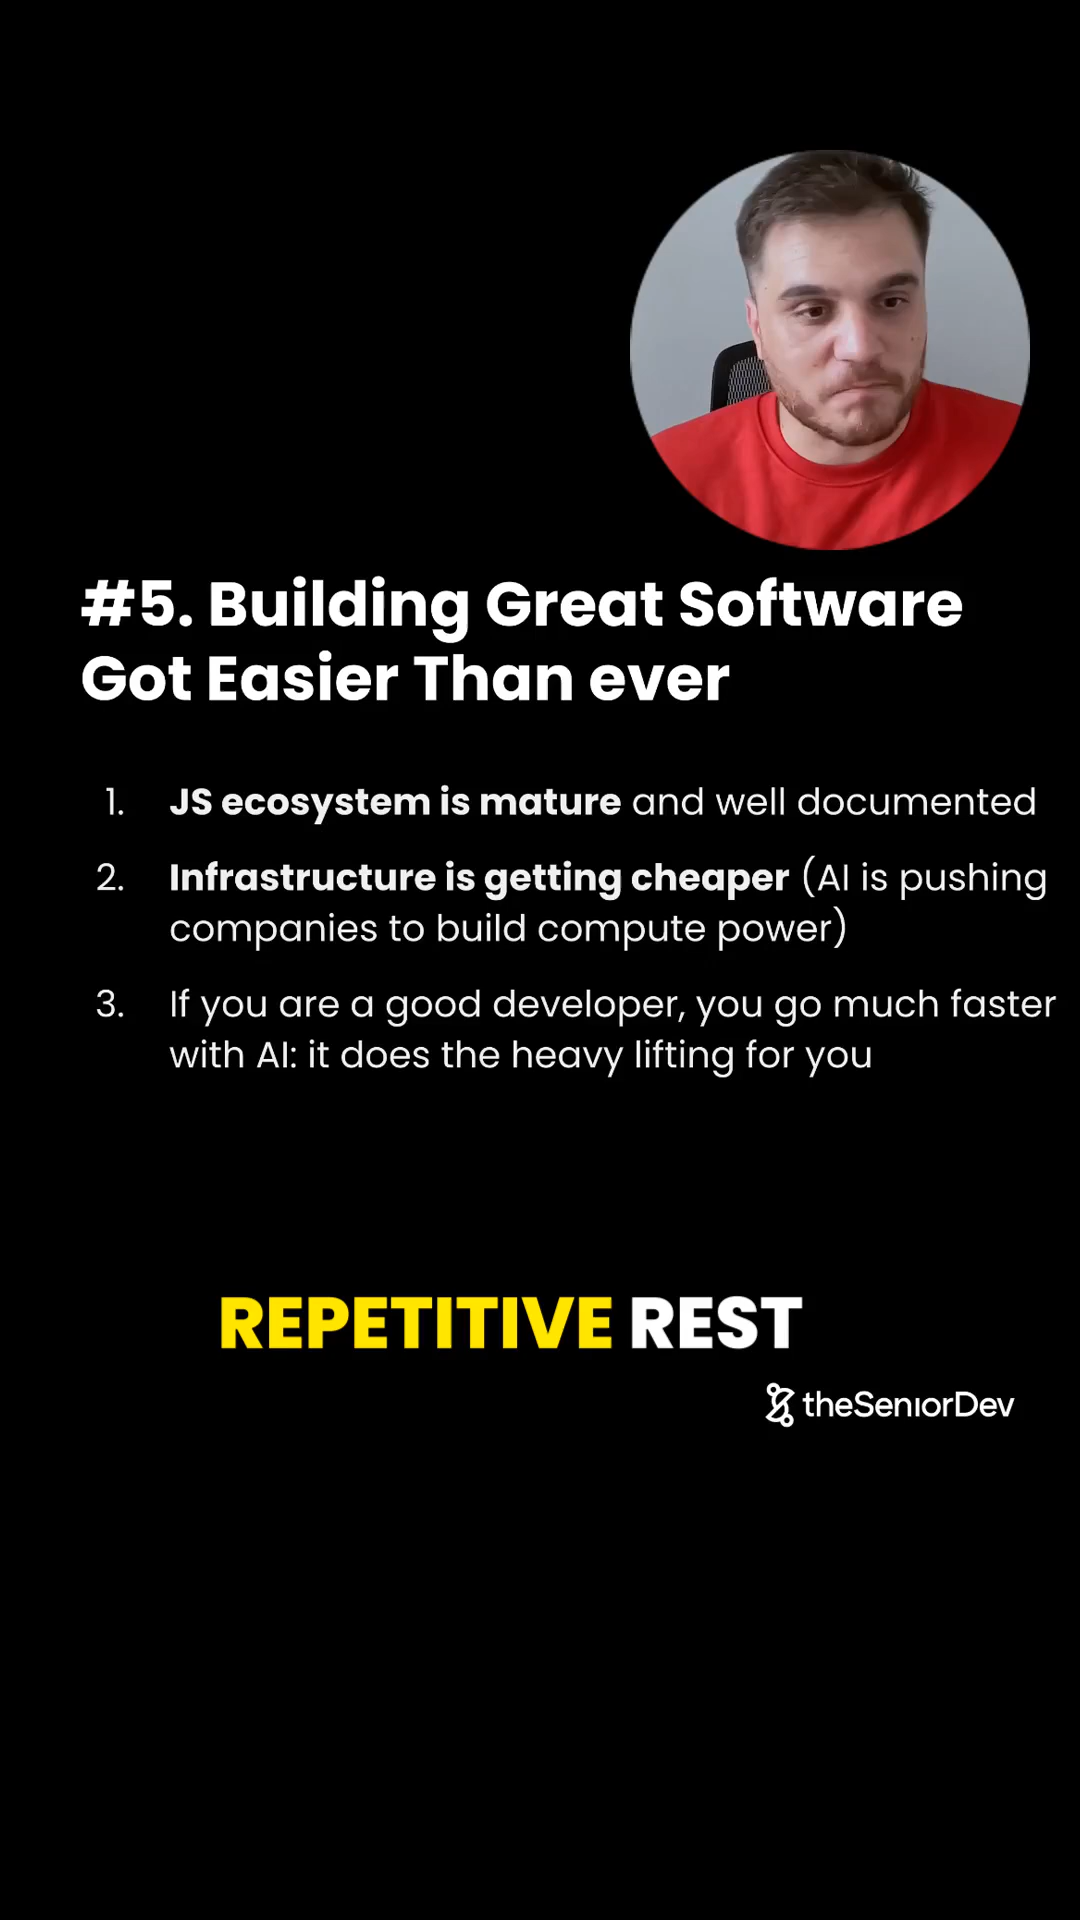 #5. Building Great Software
Got Easier Than ever
1. JS ecosystem is mature and well documented
2. Infrastructure is getting cheaper (AI is pushing
companies to build compute power)
3. If you are a good developer, you go much faster
with AI: it does the heavy lifting for you
REPETITIVE REST
theSeniorDev